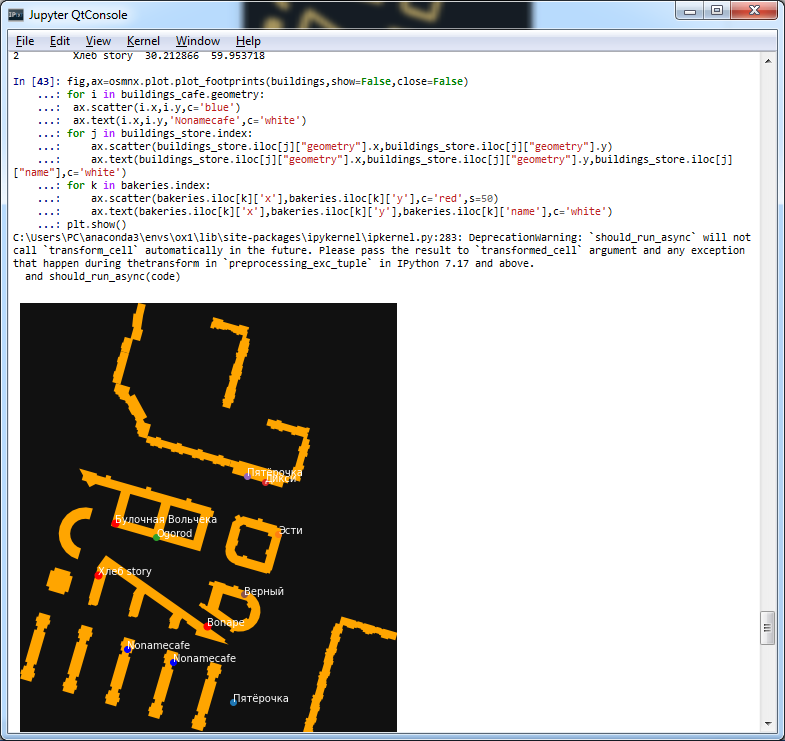 Jupyter QtConsole
File Edit View Kernel Window Help
2 Хлеб story 30.212866 59.953718
In [43]: fig,ax=osmnx.plot.plot_footprints(buildings,show=False,close=False)
...: for i in buildings_cafe.geometry:
...: ax.scatter(i.x,i.y,c='blue')
...: ax.text(i.x,i.y,'Nonamecafe',c='white')
...: for j in buildings_store.index:
...: ax.scatter(buildings_store.iloc[j]["geometry"].x,buildings_store.iloc[j]["geometry"].y)
...: ax.text(buildings_store.iloc[j]["geometry"].x,buildings_store.iloc[j]["geometry"].y,buildings_store.iloc[j]
["name"],c='white')
...: for k in bakeries.index:
...: ax.scatter(bakeries.iloc[k]['x'],bakeries.iloc[k]['y'],c='red',s=50)
...: ax.text(bakeries.iloc[k]['x'],bakeries.iloc[k]['y'],bakeries.iloc[k]['name'],c='white')
...: plt.show()
C:\Users\PC\anaconda3\envs\ox1\lib\site-packages\ipykernel\ipkernel.py:283: DeprecationWarning: `should_run_async` will not
call `transform_cell` automatically in the future. Please pass the result to `transformed_cell` argument and any exception
that happen during thetransform in `preprocessing_exc_tuple` in IPython 7.17 and above.
and should_run_async(code)
Пятёрочка
Дикси
Булочная Вольчека
Ogorod
Эсти
Хлеб story
Верный
Bonape
Nonamecafe
Nonamecafe
Пятёрочка